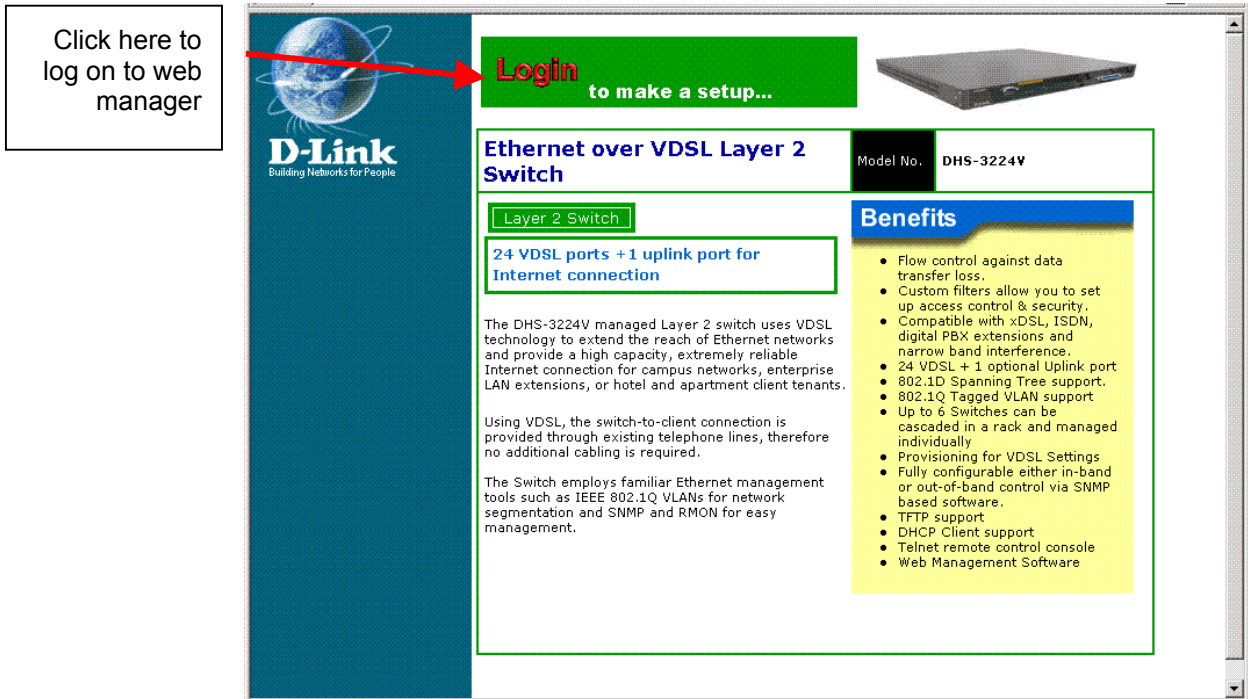 Click here to
log on to web
manager
Login
to make a setup...
D-Link
Building Networks for People
Ethernet over VDSL Layer 2
Switch
Model No.
DHS-3224V
Layer 2 Switch
24 VDSL ports +1 uplink port for
Internet connection
The DHS-3224V managed Layer 2 switch uses VDSL
technology to extend the reach of Ethernet networks
and provide a high capacity, extremely reliable
Internet connection for campus networks, enterprise
LAN extensions, or hotel and apartment client tenants.
Using VDSL, the switch-to-client connection is
provided through existing telephone lines, therefore
no additional cabling is required.
The Switch employs familiar Ethernet management
tools such as IEEE 802.1Q VLANs for network
segmentation and SNMP and RMON for easy
management.
Benefits
• Flow control against data
transfer loss.
• Custom filters allow you to set
up access control & security.
• Compatible with xDSL, ISDN,
digital PBX extensions and
narrow band interference.
• 24 VDSL + 1 optional Uplink port
• 802.1D Spanning Tree support.
• 802.1Q Tagged VLAN support
• Up to 6 Switches can be
cascaded in a rack and managed
individually
• Provisioning for VDSL Settings
• Fully configurable either in-band
or out-of-band control via SNMP
based software.
• TFTP support
• DHCP Client support
• Telnet remote control console
• Web Management Software